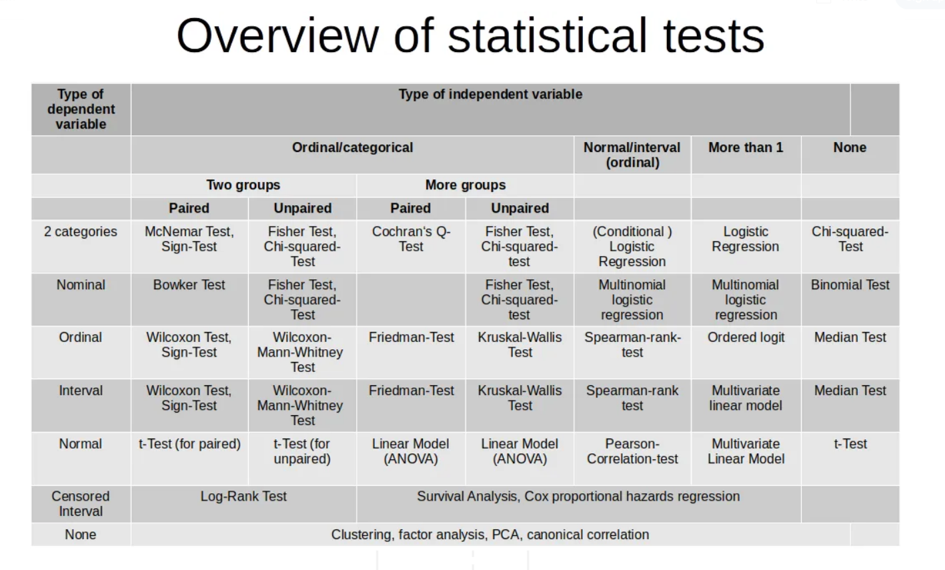 Overview of statistical tests
Type of
dependent
variable
Type of independent variable
Ordinal/categorical
Normal/interval
(ordinal)
More than 1
None
Two groups
More groups
Paired
Unpaired
Paired
Unpaired
2 categories
McNemar Test,
Sign-Test
Fisher Test,
Chi-squared-
Test
Cochran's Q-
Test
Fisher Test,
Chi-squared-
test
(Conditional )
Logistic
Regression
Logistic
Regression
Chi-squared-
Test
Nominal
Bowker Test
Fisher Test,
Chi-squared-
Test
Fisher Test,
Chi-squared-
test
Multinomial
logistic
regression
Multinomial
logistic
regression
Binomial Test
Ordinal
Wilcoxon Test,
Sign-Test
Wilcoxon-
Mann-Whitney
Test
Friedman-Test
Kruskal-Wallis
Test
Spearman-rank-
test
Ordered logit
Median Test
Interval
Wilcoxon Test,
Sign-Test
Wilcoxon-
Mann-Whitney
Test
Friedman-Test
Kruskal-Wallis
Test
Spearman-rank
test
Multivariate
linear model
Median Test
Normal
t-Test (for paired)
t-Test (for
unpaired)
Linear Model
(ANOVA)
Linear Model
(ANOVA)
Pearson-
Correlation-test
Multivariate
Linear Model
t-Test
Censored
Interval
Log-Rank Test
Survival Analysis, Cox proportional hazards regression
None
Clustering, factor analysis, PCA, canonical correlation